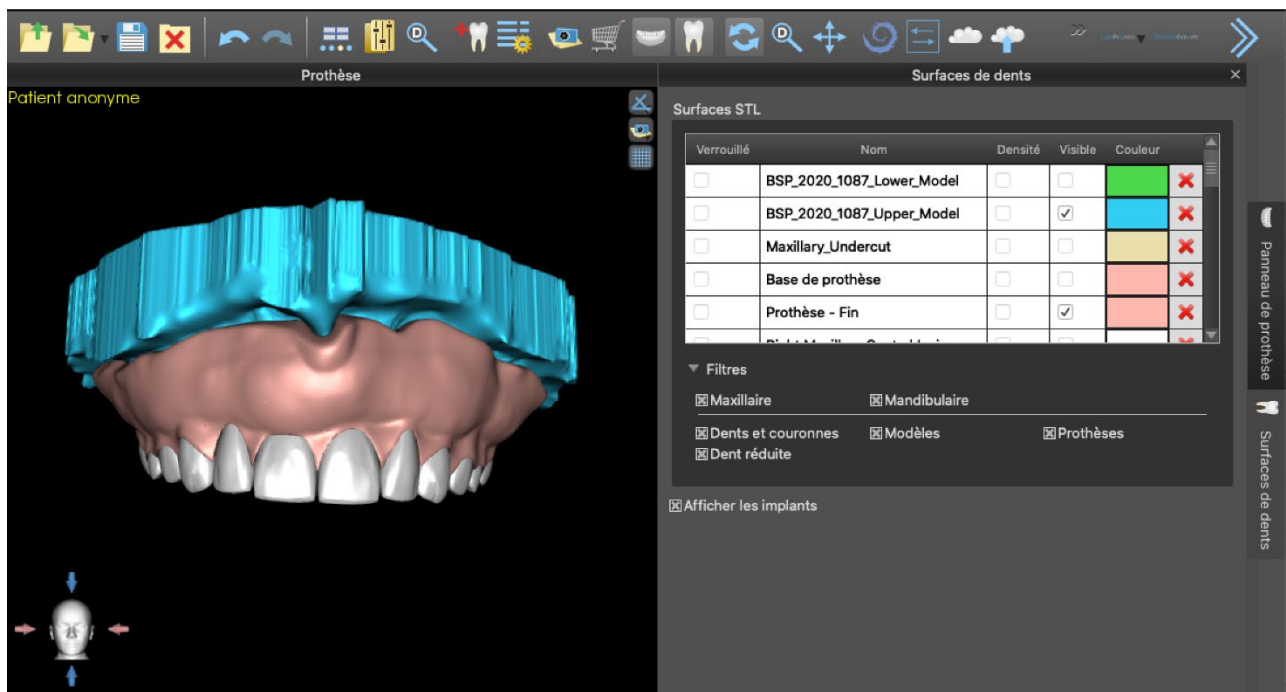 Prothèse
Surfaces de dents
Patient anonyme
Surfaces STL
Verrouillé Nom Densité Visible Couleur
BSP_2020_1087_Lower_Model
BSP_2020_1087_Upper_Model
Maxillary_Undercut
Base de prothèse
Prothèse - Fin
Filtres
Maxillaire Mandibulaire
Dents et couronnes Modèles Prothèses
Dent réduite
Afficher les implants
Panneau de prothèse
Surfaces de dents